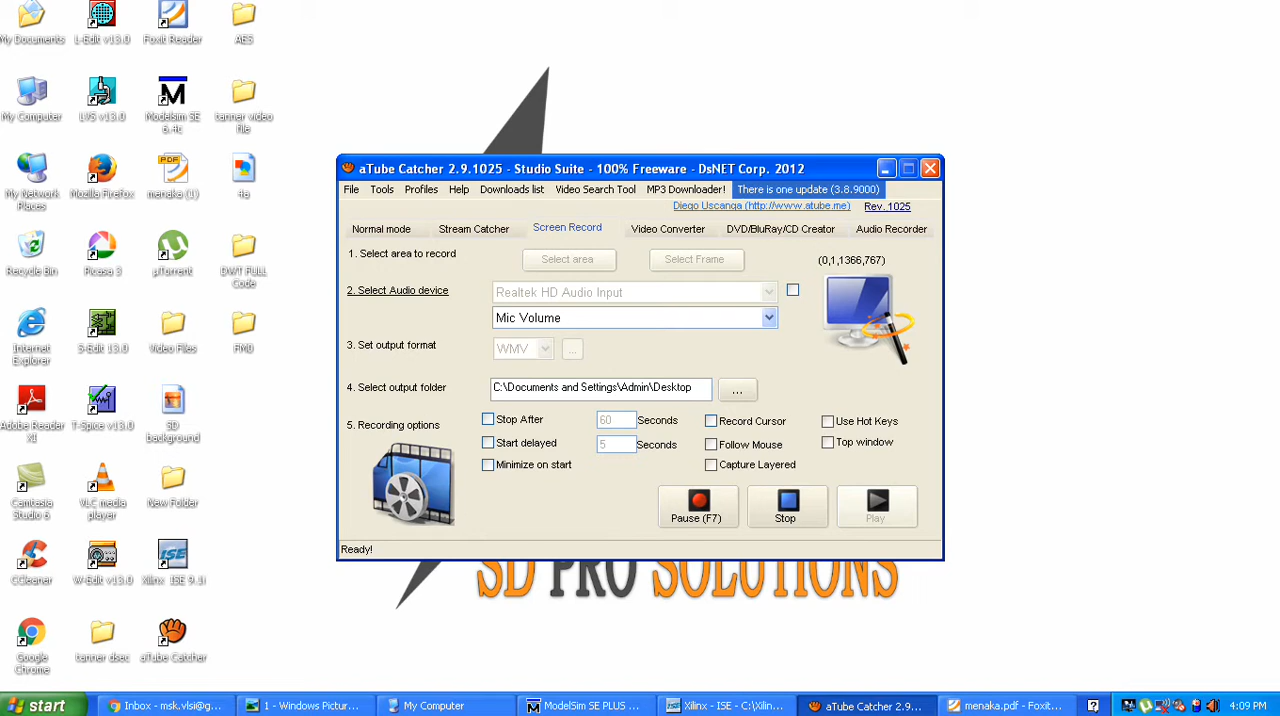 My Documents
L-Edit v13.0
Foxit Reader
AES
My Computer
LVS v13.0
Modelsim SE
6.4c
tanner video
file
My Network
Places
Mozilla Firefox
PDF
menaka (1)
4a
Recycle Bin
Picasa 3
µTorrent
DWT FULL
Code
Internet
Explorer
S-Edit 13.0
Video Files
FMO
Adobe Reader
XI
T-Spice v13.0
SD
background
Camtasia
Studio 6
VLC media
player
New Folder
CCleaner
W-Edit v13.0
ISE
Xilinx ISE 9.1i
Google
Chrome
tanner dsec
aTube Catcher
aTube Catcher 2.9.1025 - Studio Suite - 100% Freeware - DsNET Corp. 2012
File Tools Profiles Help Downloads list Video Search Tool MP3 Downloader! There is one update (3.8.9000)
Diego Uscanga (http://www.atube.me) Rev. 1025
Normal mode Stream Catcher Screen Record Video Converter DVD/BluRay/CD Creator Audio Recorder
1. Select area to record Select area Select Frame (0,1,1366,767)
2. Select Audio device Realtek HD Audio Input
Mic Volume
3. Set output format WMV ...
4. Select output folder C:\Documents and Settings\Admin\Desktop ...
5. Recording options
Stop After 60 Seconds Record Cursor Use Hot Keys
Start delayed 5 Seconds Follow Mouse Top window
Minimize on start Capture Layered
Pause (F7) Stop Play
Ready!
SD PRO SOLUTIONS
start Inbox - msk.vlsi@g... 1 - Windows Pictur... My Computer ModelSim SE PLUS ... Xilinx - ISE - C:\Xilin... aTube Catcher 2.9... menaka.pdf - Foxit... 4:09 PM